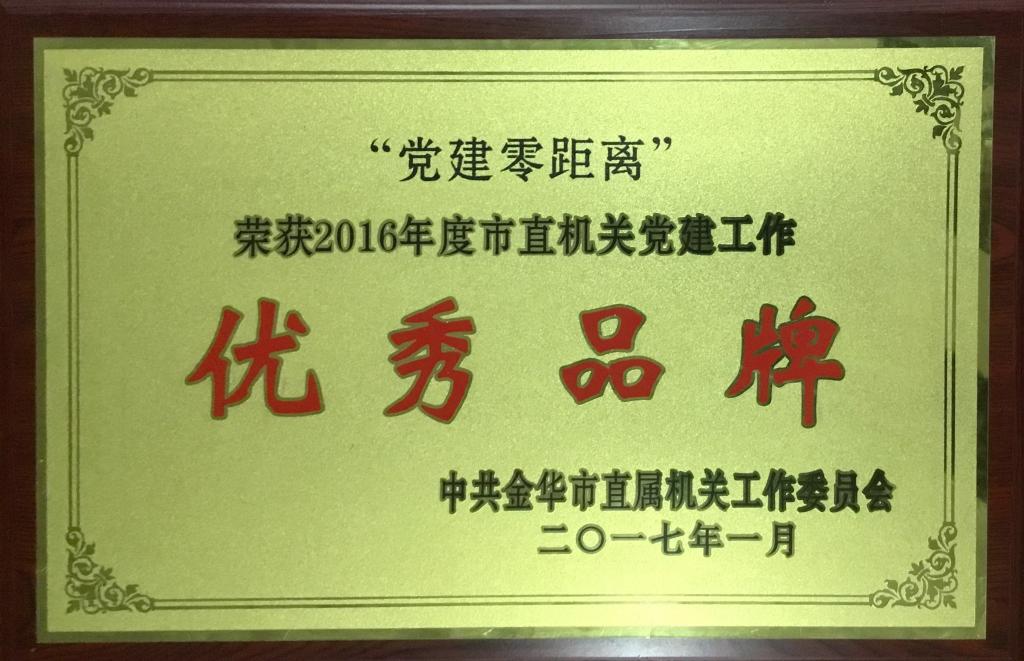 “党建零距离”
荣获2016年度市直机关党建工作
优秀品牌
中共金华市直属机关工作委员会
二〇一七年一月